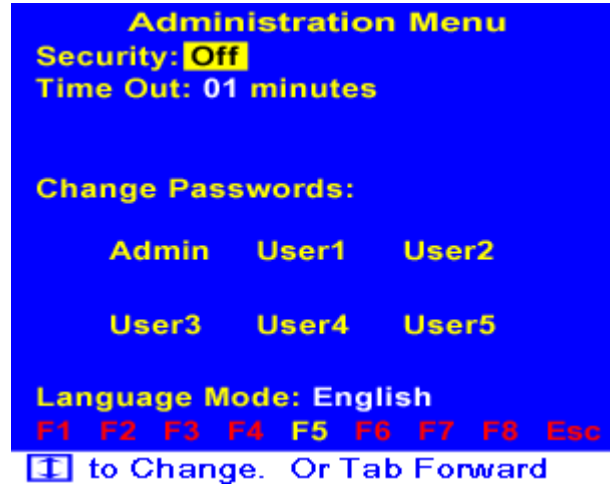 Administration Menu
Security: Off
Time Out: 01 minutes
Change Passwords:
Admin User1 User2
User3 User4 User5
Language Mode: English
F1 F2 F3 F4 F5 F6 F7 F8 Esc
to Change. Or Tab Forward